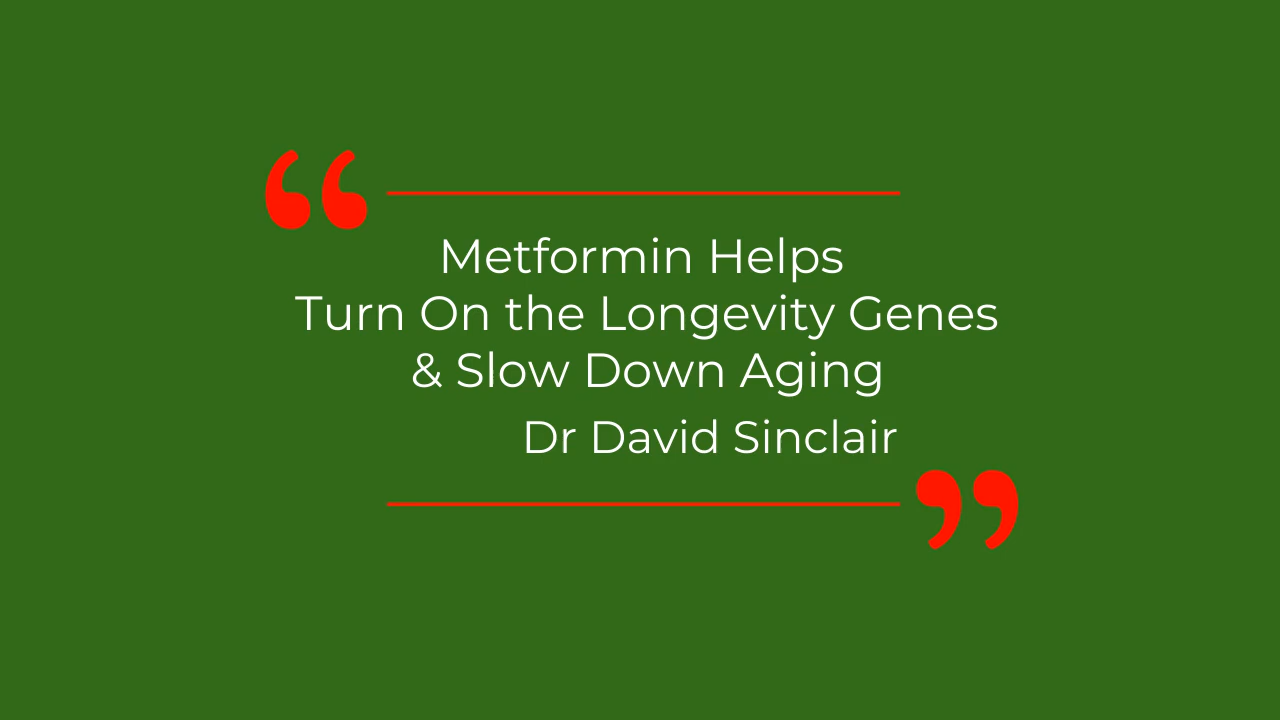 “
Metformin Helps
Turn On the Longevity Genes
& Slow Down Aging
Dr David Sinclair
”